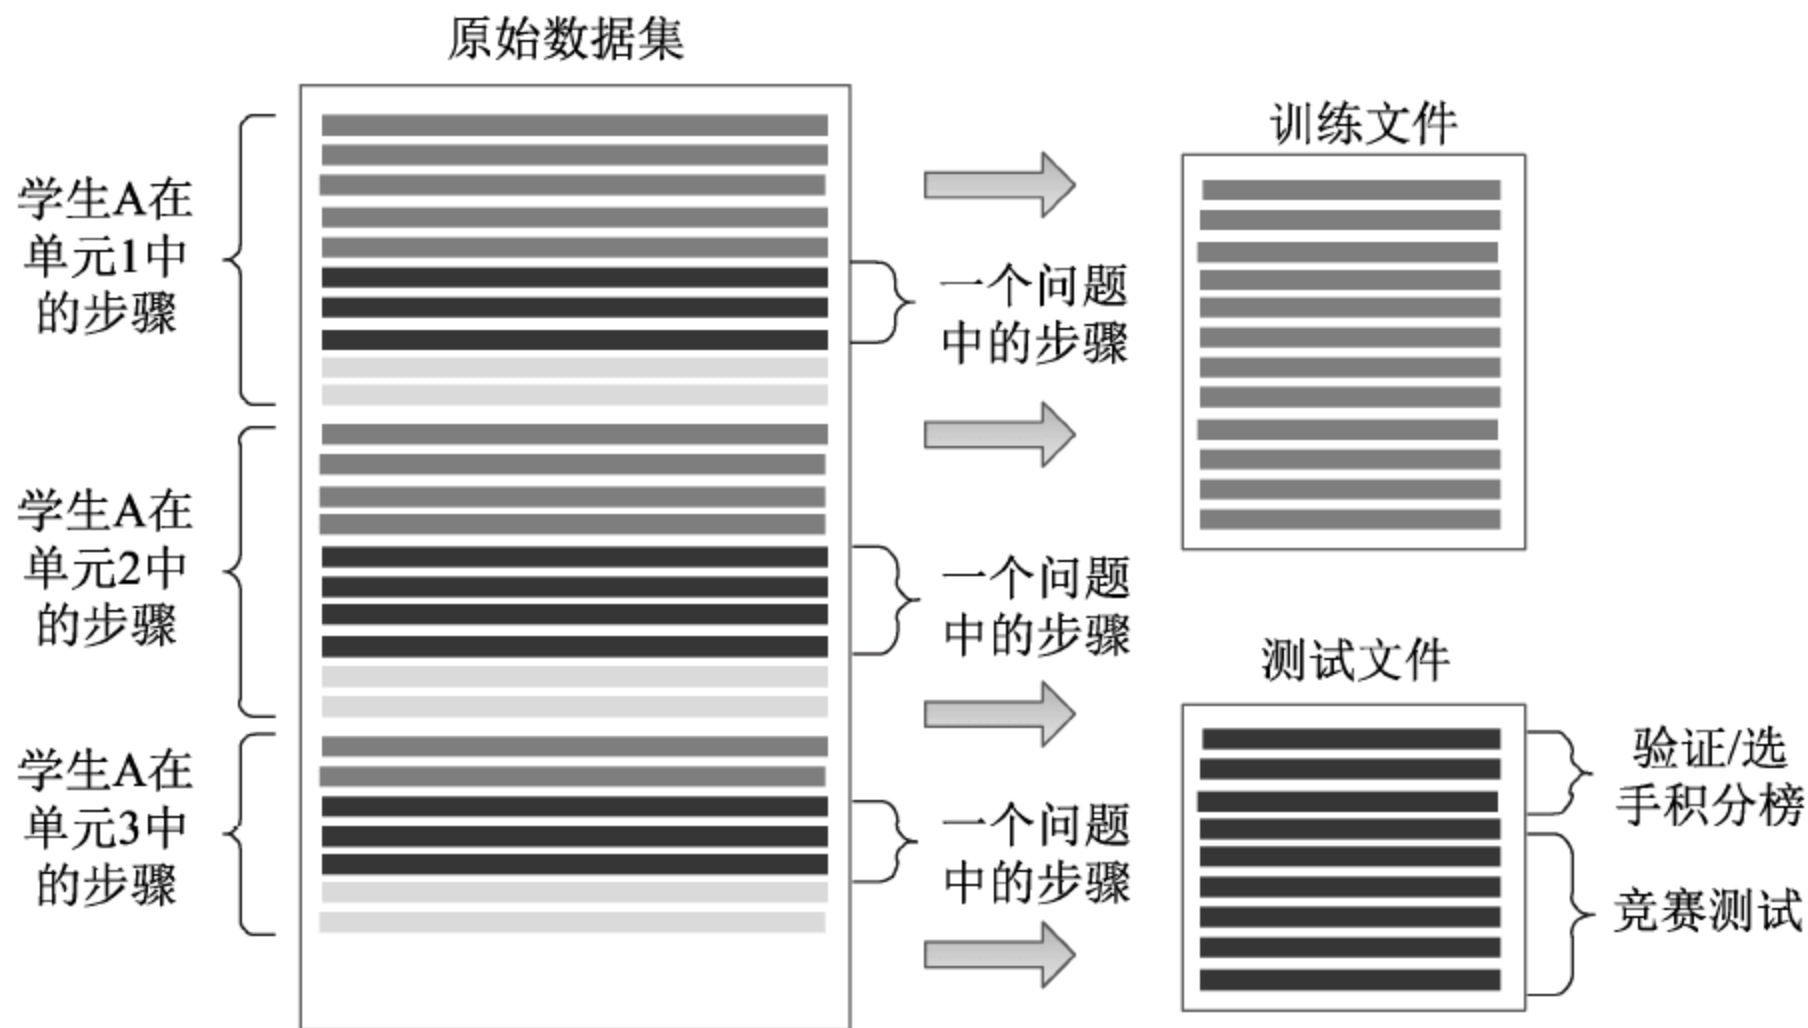 原始数据集
学生A在
单元1中
的步骤
学生A在
单元2中
的步骤
学生A在
单元3中
的步骤
一个问题
中的步骤
一个问题
中的步骤
一个问题
中的步骤
训练文件
测试文件
验证/选
手积分榜
竞赛测试